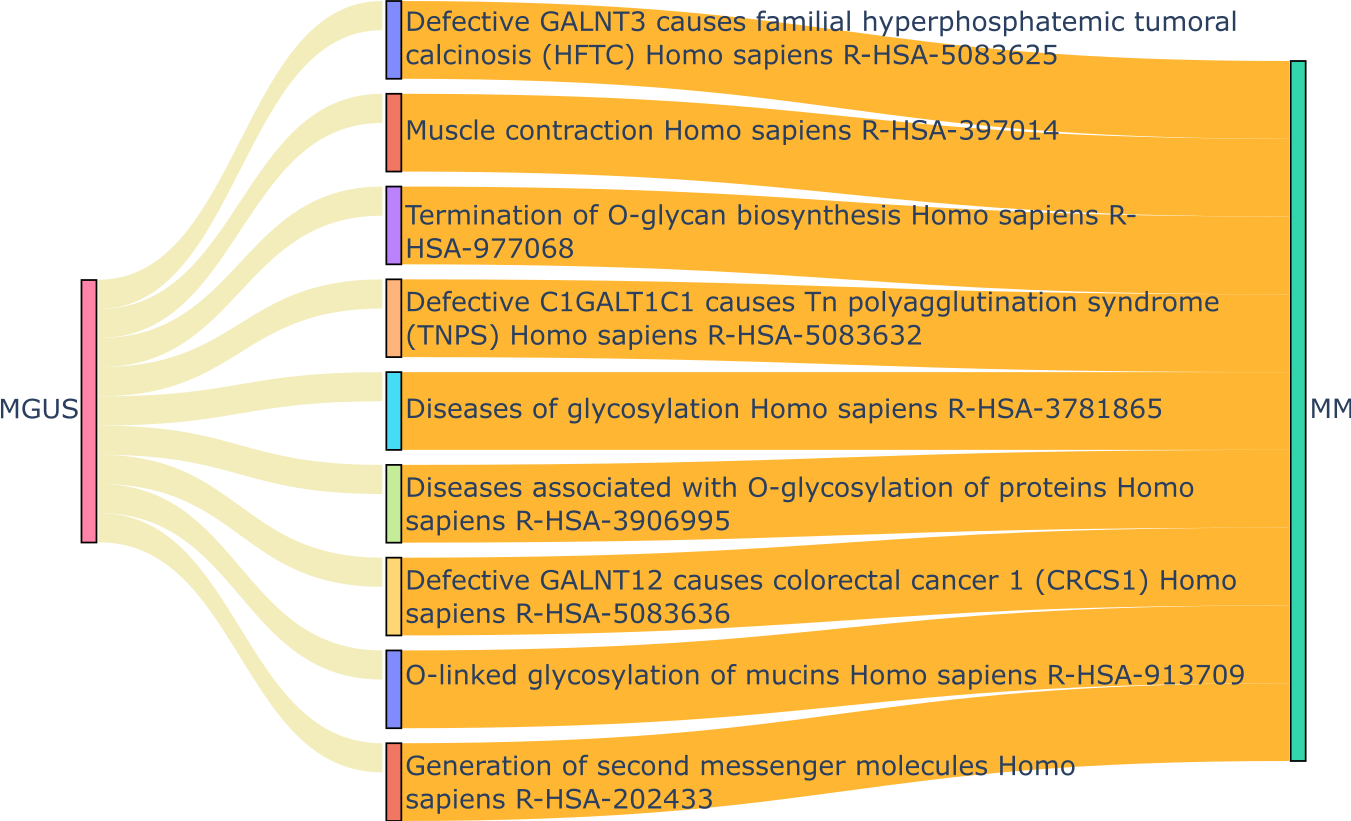 Defective GALNT3 causes familial hyperphosphatemic tumoral
calcinosis (HFTC) Homo sapiens R-HSA-5083625
Muscle contraction Homo sapiens R-HSA-397014
Termination of O-glycan biosynthesis Homo sapiens R-
HSA-977068
Defective C1GALT1C1 causes Tn polyagglutination syndrome
(TNPS) Homo sapiens R-HSA-5083632
MGUS
Diseases of glycosylation Homo sapiens R-HSA-3781865
MM
Diseases associated with O-glycosylation of proteins Homo
sapiens R-HSA-3906995
Defective GALNT12 causes colorectal cancer 1 (CRCS1) Homo
sapiens R-HSA-5083636
O-linked glycosylation of mucins Homo sapiens R-HSA-913709
Generation of second messenger molecules Homo
sapiens R-HSA-202433